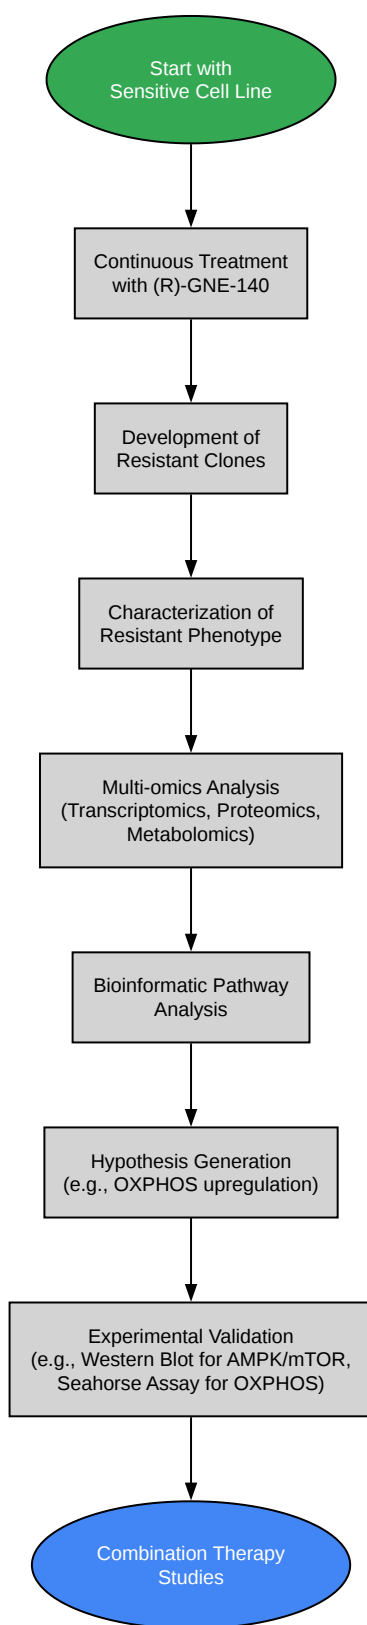 Start with
Sensitive Cell Line
Continuous Treatment
with (R)-GNE-140
Development of
Resistant Clones
Characterization of
Resistant Phenotype
Multi-omics Analysis
(Transcriptomics, Proteomics,
Metabolomics)
Bioinformatic Pathway
Analysis
Hypothesis Generation
(e.g., OXPHOS upregulation)
Experimental Validation
(e.g., Western Blot for AMPK/mTOR,
Seahorse Assay for OXPHOS)
Combination Therapy
Studies